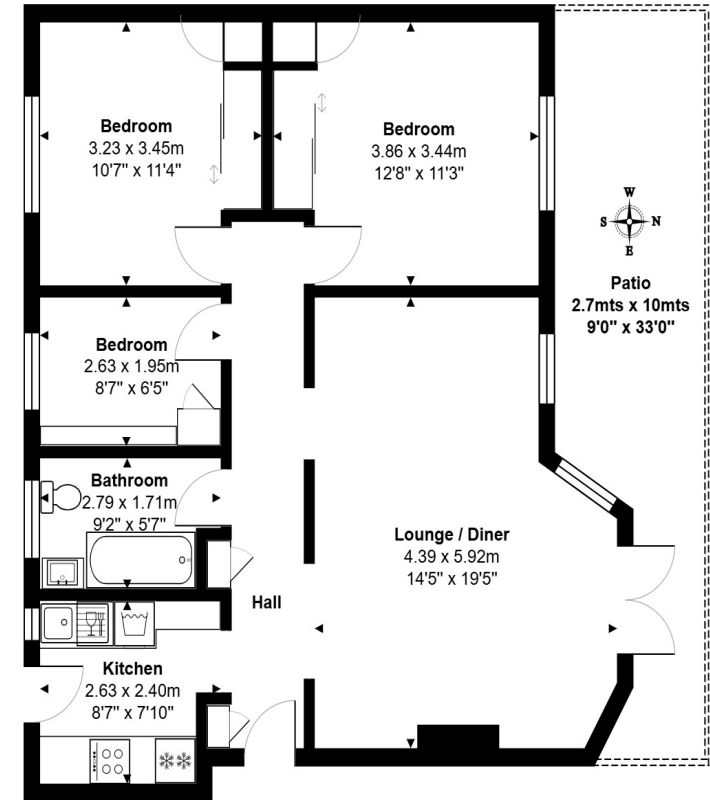 Bedroom
3.23 x 3.45m
10'7" x 11'4"
Bedroom
3.86 x 3.44m
12'8" x 11'3"
W
S N
E
Patio
2.7mts x 10mts
9'0" x 33'0"
Bedroom
2.63 x 1.95m
8'7" x 6'5"
Bathroom
2.79 x 1.71m
9'2" x 5'7"
Lounge / Diner
4.39 x 5.92m
14'5" x 19'5"
Hall
Kitchen
2.63 x 2.40m
8'7" x 7'10"